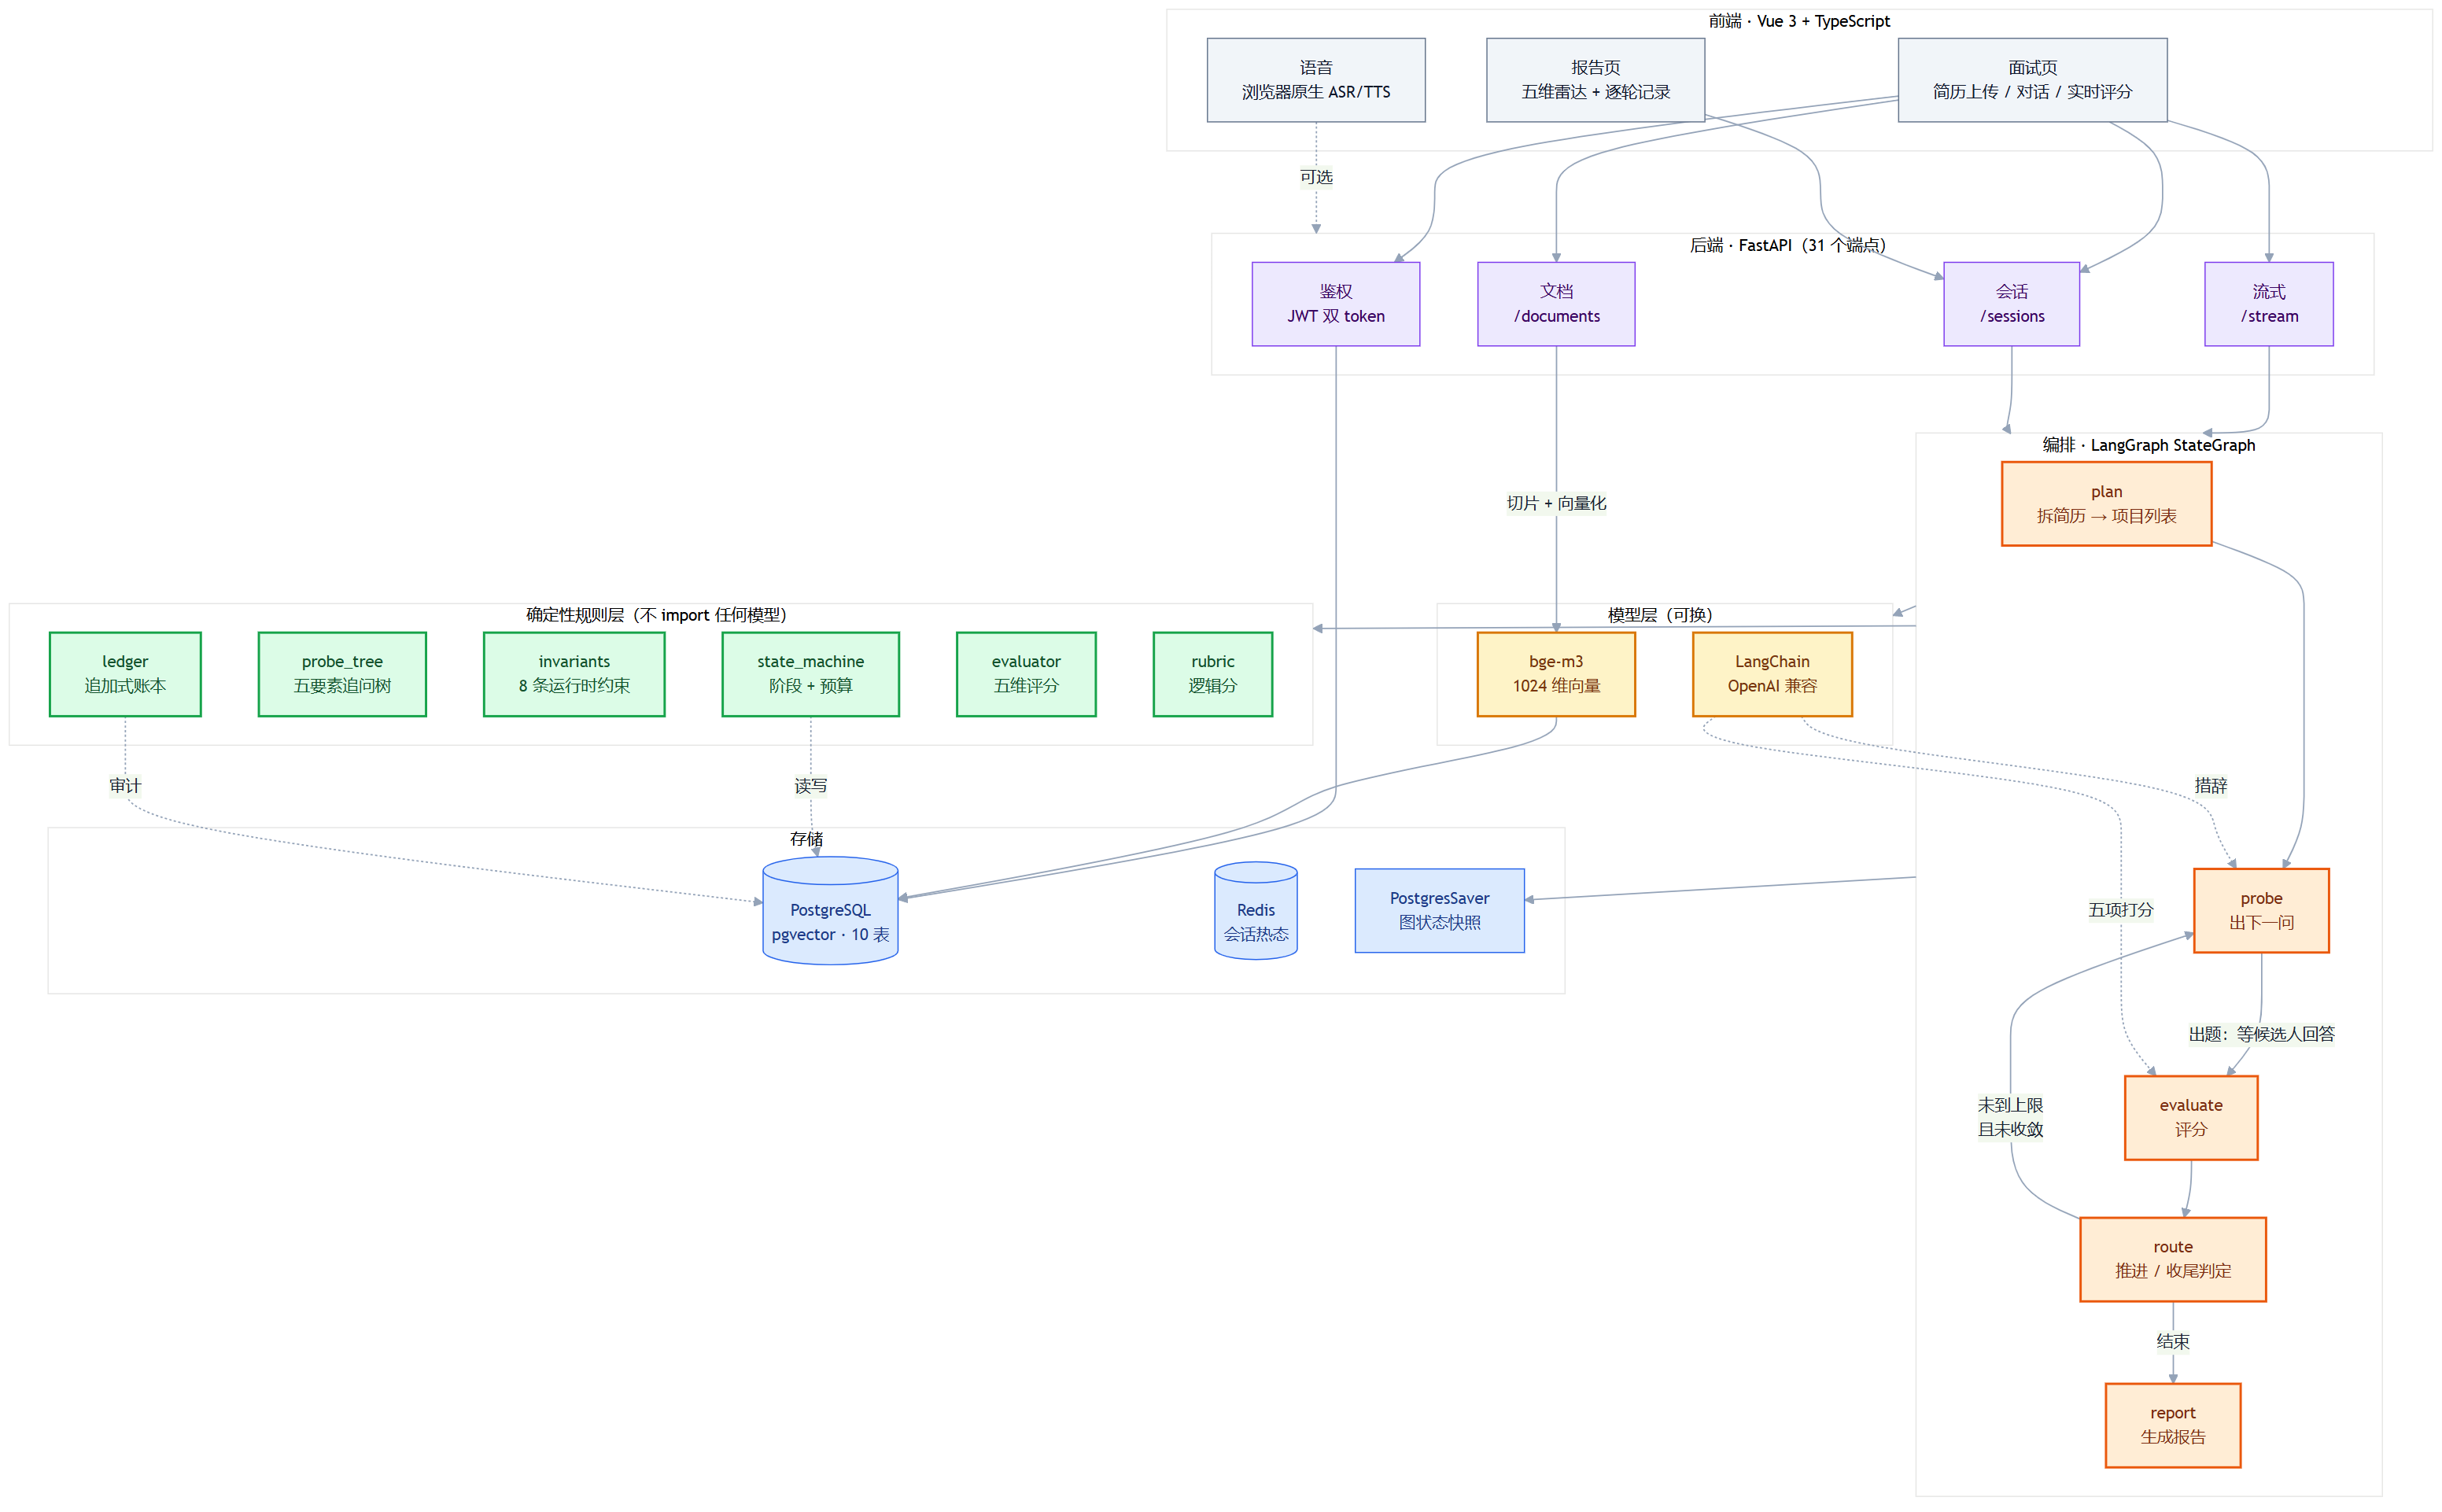 前端 · Vue 3 + TypeScript
语音
浏览器原生 ASR/TTS
报告页
五维雷达 + 逐轮记录
面试页
简历上传 / 对话 / 实时评分
可选
后端 · FastAPI（31 个端点）
鉴权
JWT 双 token
文档
/documents
会话
/sessions
流式
/stream
编排 · LangGraph StateGraph
plan
拆简历 → 项目列表
切片 + 向量化
确定性规则层（不 import 任何模型）
ledger
追加式账本
probe_tree
五要素追问树
invariants
8 条运行时约束
state_machine
阶段 + 预算
evaluator
五维评分
rubric
逻辑分
模型层（可换）
bge-m3
1024 维向量
LangChain
OpenAI 兼容
审计
读写
措辞
存储
PostgreSQL
pgvector · 10 表
Redis
会话热态
PostgresSaver
图状态快照
五项打分
probe
出下一问
出题：等候选人回答
未到上限
且未收敛
evaluate
评分
route
推进 / 收尾判定
结束
report
生成报告